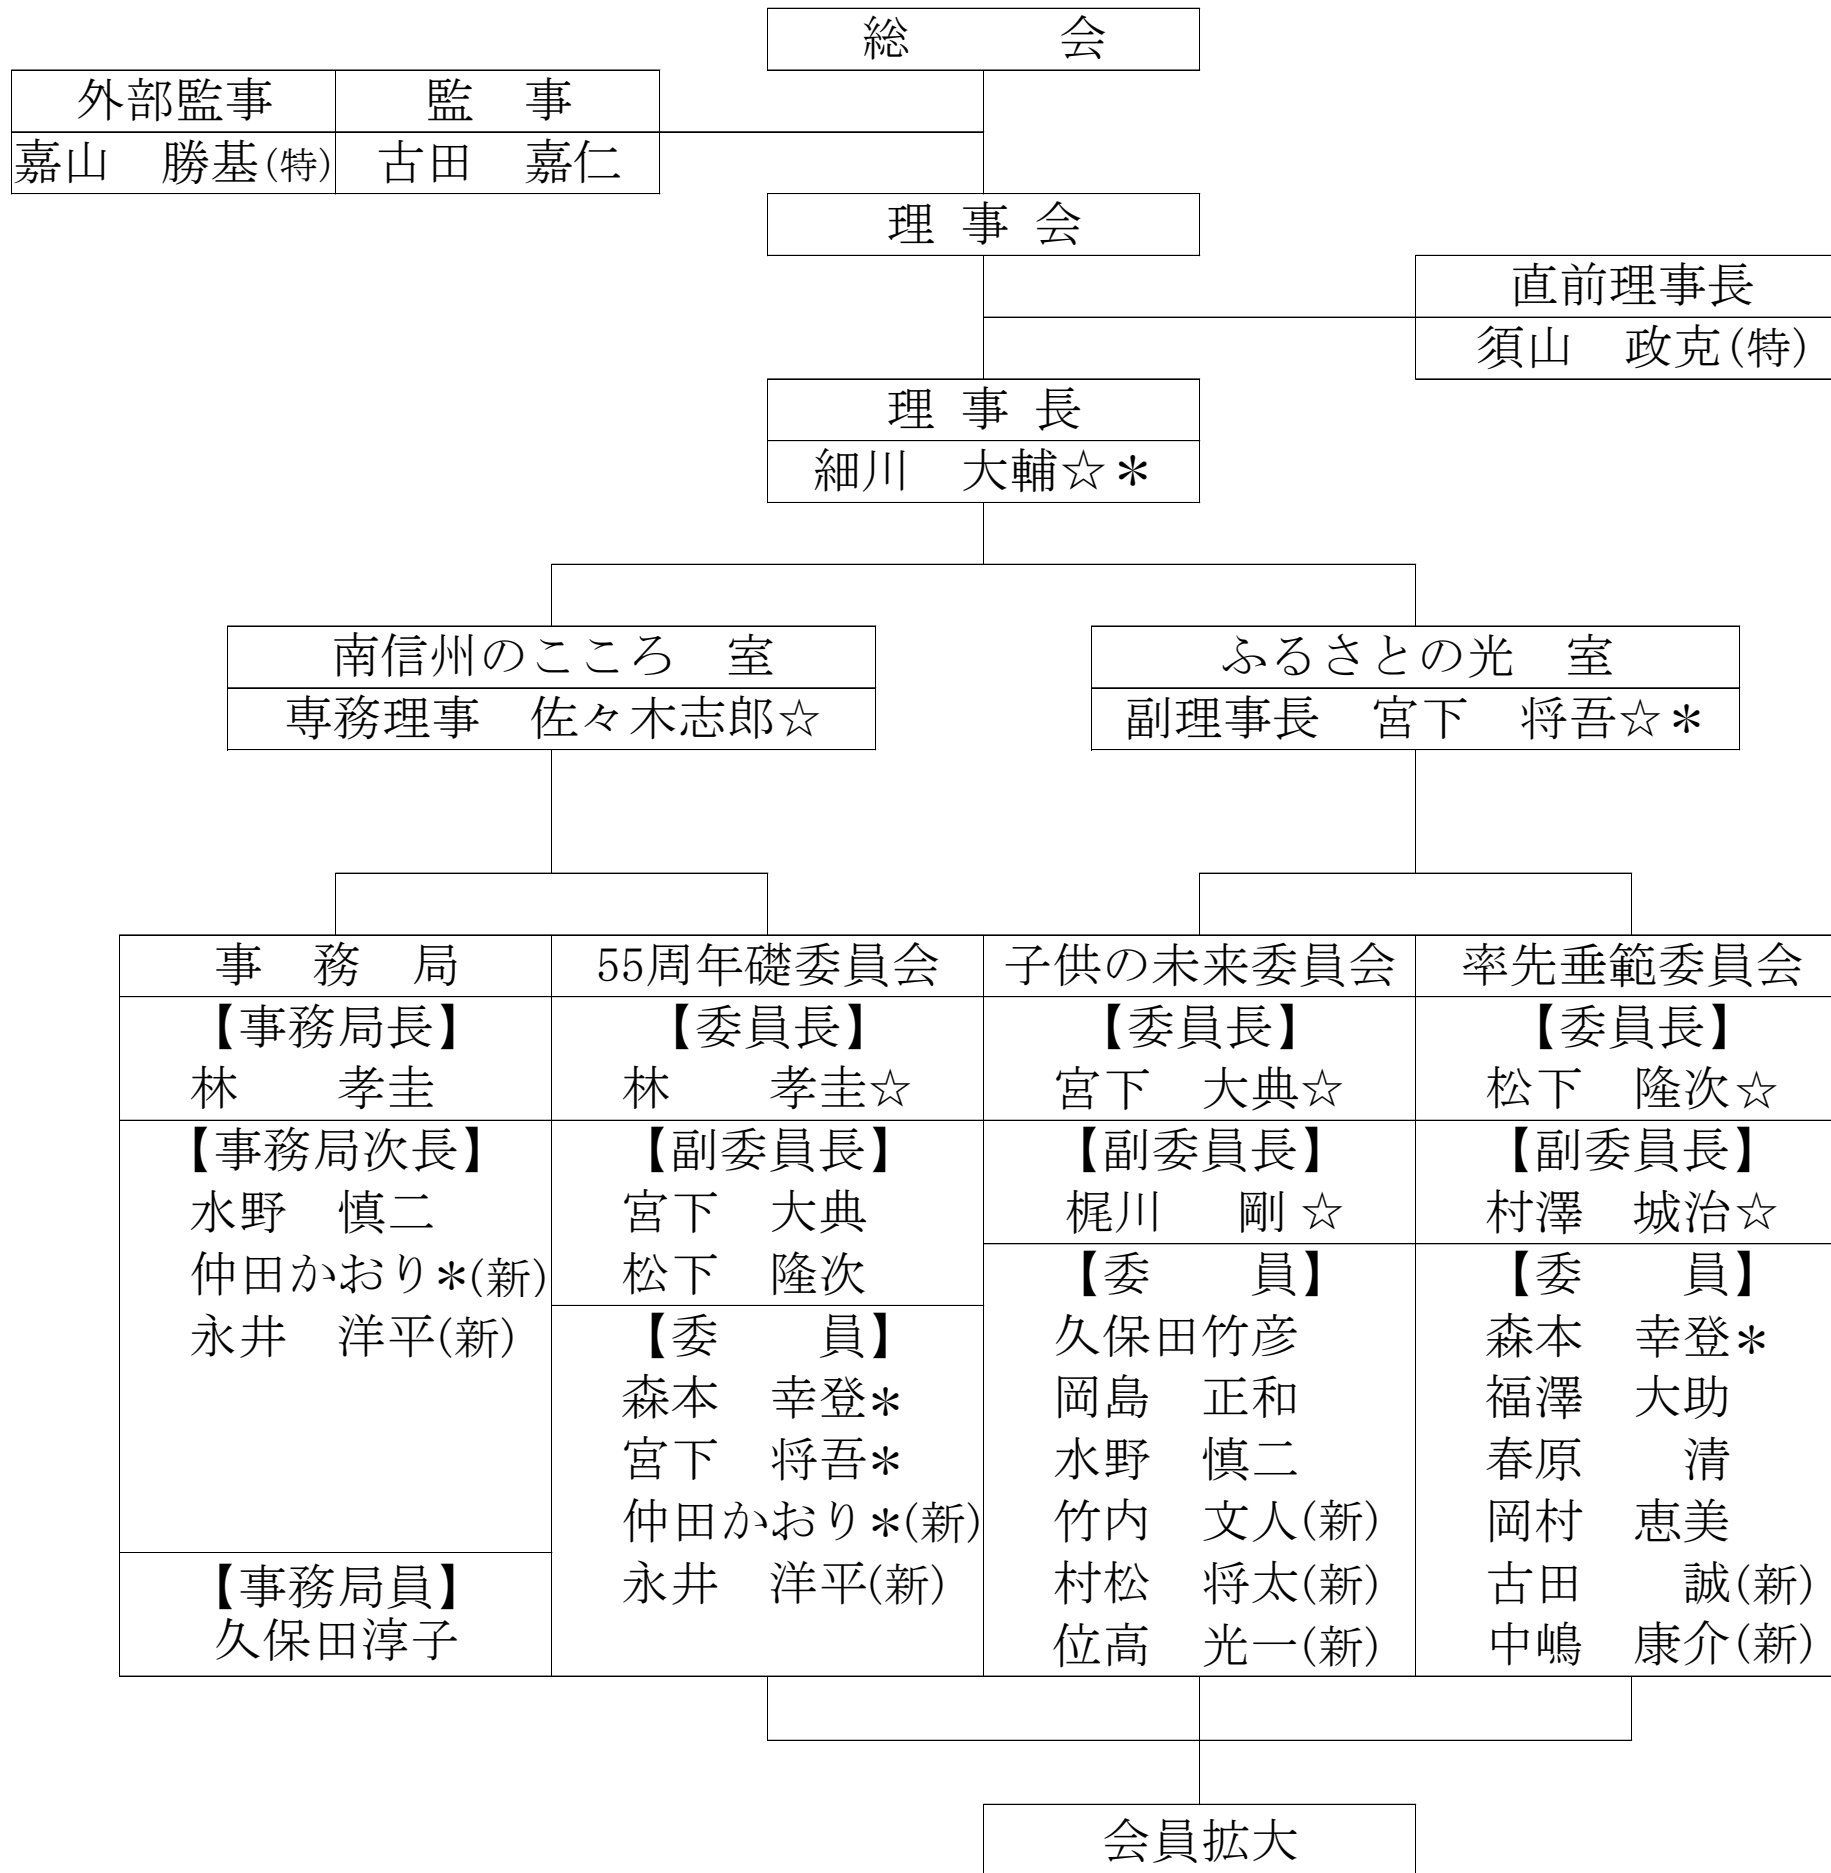 総　　　会
外部監事
監　事
嘉山　勝基(特)
古田　嘉仁
理 事 会
直前理事長
須山　政克(特)
理 事 長
細川　大輔☆＊
南信州のこころ　室
専務理事　佐々木志郎☆
ふるさとの光　室
副理事長　宮下　将吾☆＊
事　務　局
【事務局長】
林　　孝圭
【事務局次長】
水野　慎二
仲田かおり＊(新)
永井　洋平(新)
【事務局員】
久保田淳子
55周年礎委員会
【委員長】
林　　孝圭☆
【副委員長】
宮下　大典
松下　隆次
【委　　員】
森本　幸登＊
宮下　将吾＊
仲田かおり＊(新)
永井　洋平(新)
子供の未来委員会
【委員長】
宮下　大典☆
【副委員長】
梶川　　剛☆
【委　　員】
久保田竹彦
岡島　正和
水野　慎二
竹内　文人(新)
村松　将太(新)
位高　光一(新)
率先垂範委員会
【委員長】
松下　隆次☆
【副委員長】
村澤　城治☆
【委　　員】
森本　幸登＊
福澤　大助
春原　　清
岡村　恵美
古田　　誠(新)
中嶋　康介(新)
会員拡大